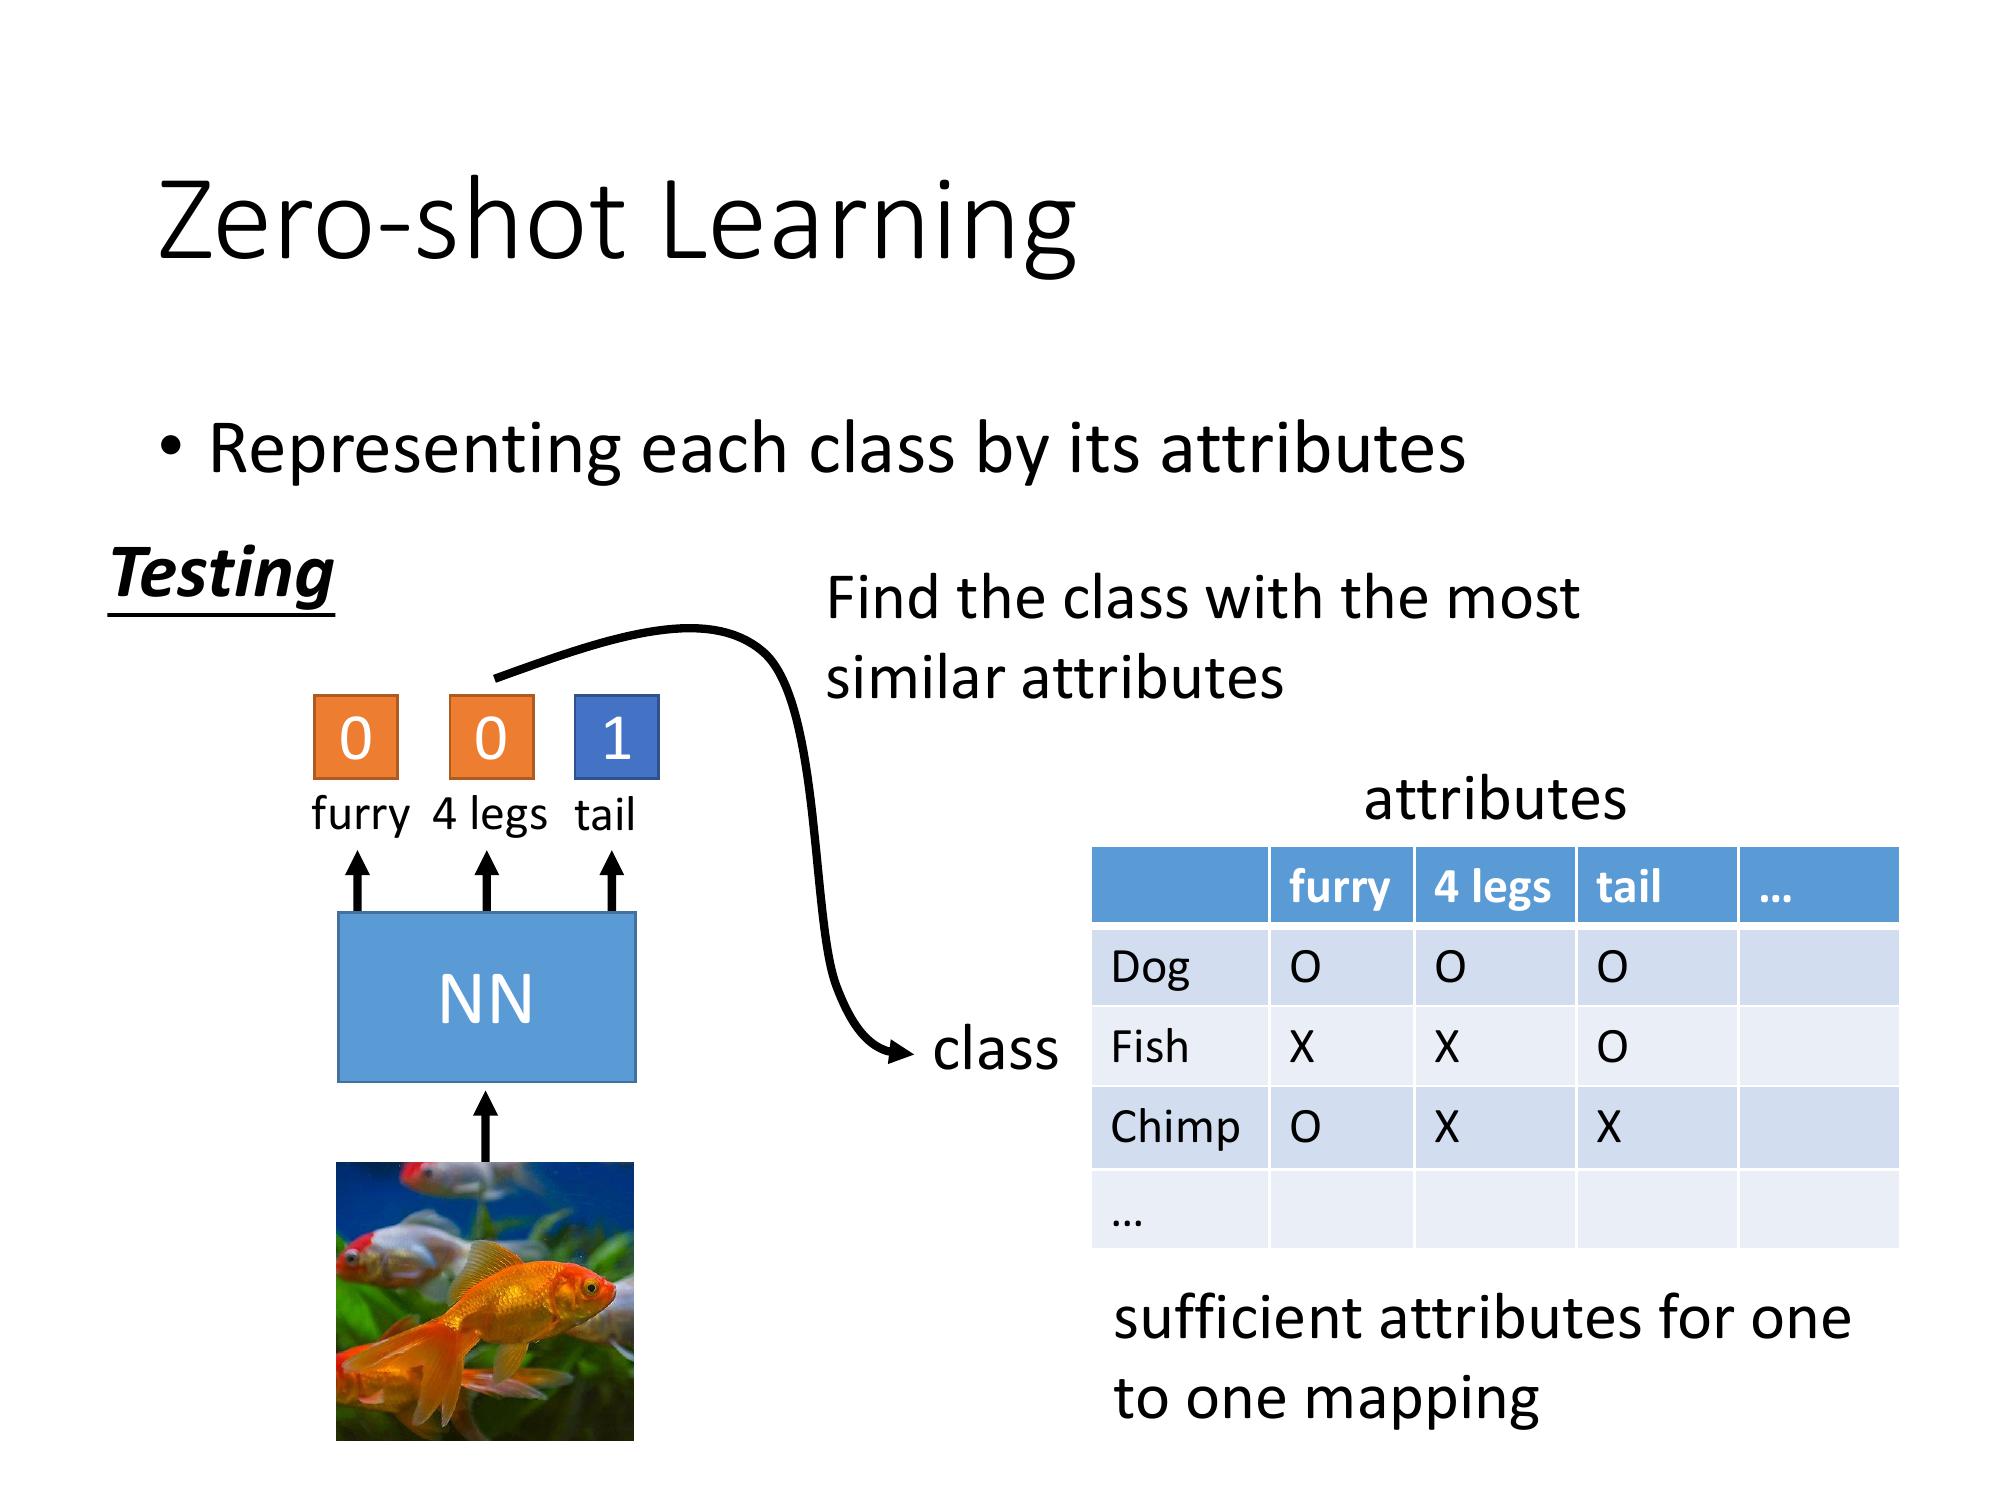 Zero-shot Learning
• Representing each class by its attributes
Testing
Find the class with the most
similar attributes
0 0 1
furry 4 legs tail
NN
class
attributes
furry 4 legs tail ...
Dog O O O
Fish X X O
Chimp O X X
...
sufficient attributes for one
to one mapping